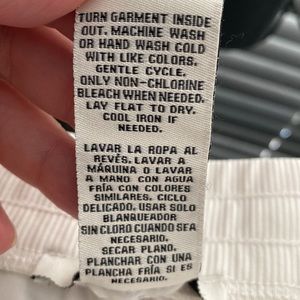 TURN GARMENT INSIDE
OUT. MACHINE WASH
OR HAND WASH COLD
WITH LIKE COLORS.
GENTLE CYCLE.
ONLY NON-CHLORINE
BLEACH WHEN NEEDED.
LAY FLAT TO DRY.
COOL IRON IF
NEEDED.
LAVAR LA ROPA AL
REVÉS. LAVAR A
MÁQUINA O LAVAR
A MANO CON AGUA
FRÍA CON COLORES
SIMILARES. CICLO
DELICADO. USAR SOLO
BLANQUEADOR
SIN CLORO CUANDO SEA
NECESARIO.
SECAR PLANO.
PLANCHAR CON UNA
PLANCHA FRÍA SI ES
NECESARIO.